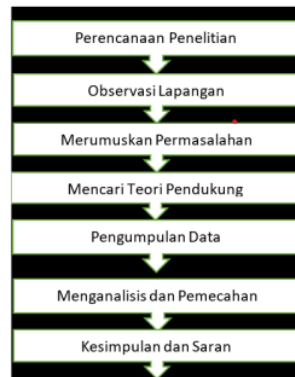 Perencanaan Penelitian
Observasi Lapangan
Merumuskan Permasalahan
Mencari Teori Pendukung
Pengumpulan Data
Menganalisis dan Pemecahan
Kesimpulan dan Saran